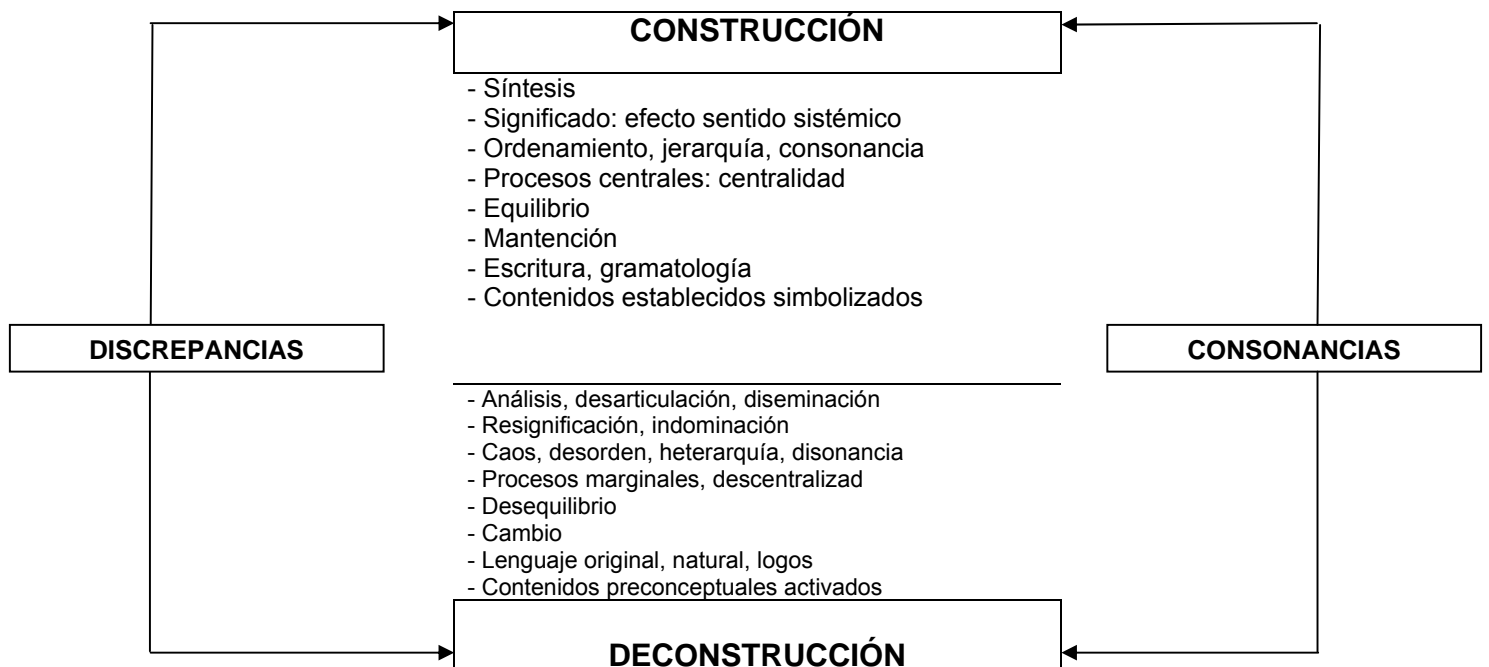 CONSTRUCCIÓN
- Síntesis
- Significado: efecto sentido sistémico
- Ordenamiento, jerarquía, consonancia
- Procesos centrales: centralidad
- Equilibrio
- Mantención
- Escritura, gramatología
- Contenidos establecidos simbolizados
DISCREPANCIAS
CONSONANCIAS
- Análisis, desarticulación, diseminación
- Resignificación, indominación
- Caos, desorden, heterarquía, disonancia
- Procesos marginales, descentralizad
- Desequilibrio
- Cambio
- Lenguaje original, natural, logos
- Contenidos preconceptuales activados
DECONSTRUCCIÓN